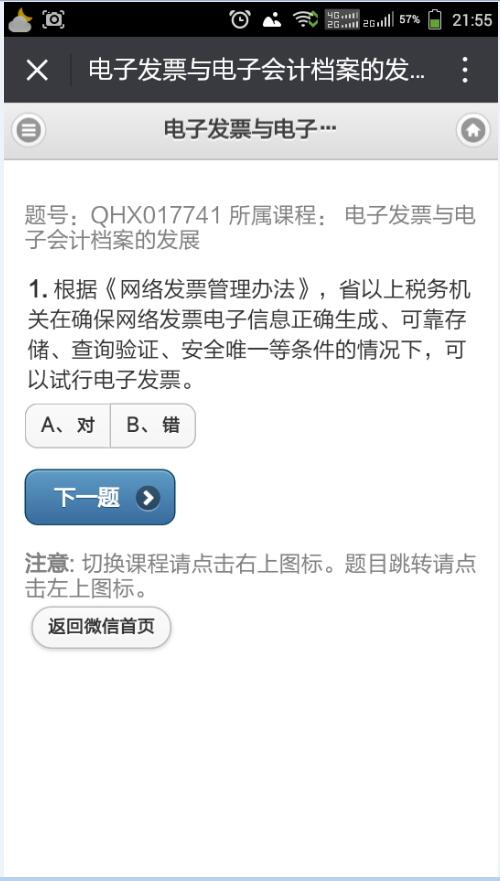 4G 2G 2G 57% 21:55
电子发票与电子会计档案的发...
电子发票与电子…
题号：QHX017741 所属课程： 电子发票与电
子会计档案的发展
1. 根据《网络发票管理办法》，省以上税务机
关在确保网络发票电子信息正确生成、可靠存
储、查询验证、安全唯一等条件的情况下，可
以试行电子发票。
A、对 B、错
下一题
注意: 切换课程请点击右上图标。题目跳转请点
击左上图标。
返回微信首页